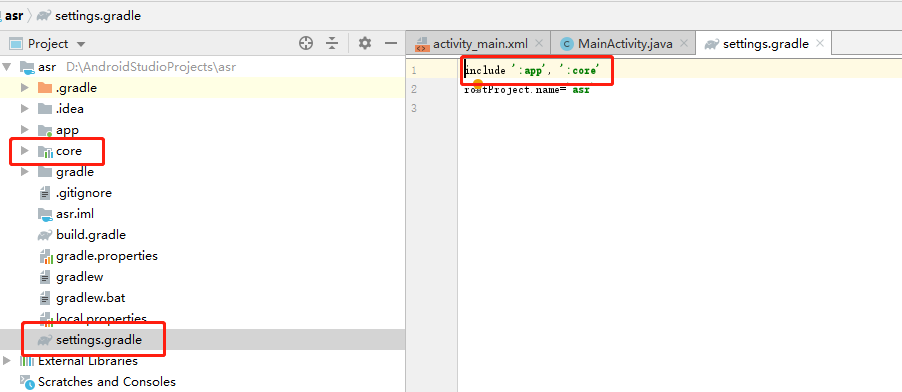 asr
settings.gradle
Project
activity_main.xml
MainActivity.java
settings.gradle
asr D:\AndroidStudioProjects\asr
.gradle
.idea
app
core
gradle
.gitignore
asr.iml
build.gradle
gradle.properties
gradlew
gradlew.bat
local.properties
settings.gradle
External Libraries
Scratches and Consoles
1 include ':app', ':core'
2 rootProject.name='asr'
3